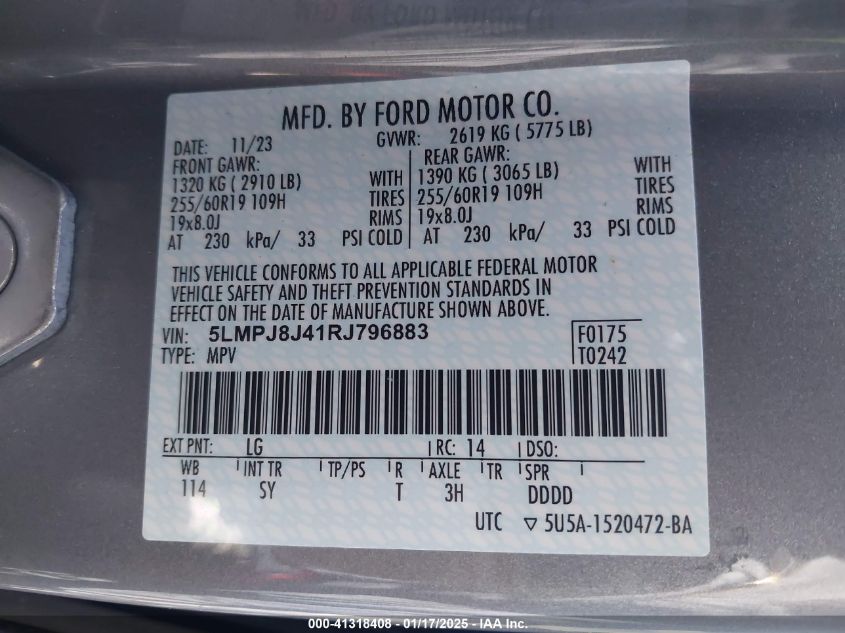 MFD. BY FORD MOTOR CO.
DATE: 11/23 GVWR: 2619 KG ( 5775 LB)
FRONT GAWR: REAR GAWR:
1320 KG ( 2910 LB) WITH 1390 KG ( 3065 LB) WITH
255/60R19 109H TIRES 255/60R19 109H TIRES
19x8.0J RIMS 19x8.0J RIMS
AT 230 kPa/ 33 PSI COLD AT 230 kPa/ 33 PSI COLD
THIS VEHICLE CONFORMS TO ALL APPLICABLE FEDERAL MOTOR
VEHICLE SAFETY AND THEFT PREVENTION STANDARDS IN
EFFECT ON THE DATE OF MANUFACTURE SHOWN ABOVE.
VIN: 5LMPJ8J41RJ796883 F0175
TYPE: MPV T0242
EXT PNT: LG RC: 14 DSO:
WB INT TR TP/PS R AXLE TR SPR
114 SY T 3H DDDD
UTC ▽ 5U5A-1520472-BA
000-41318408 - 01/17/2025 - IAA Inc.